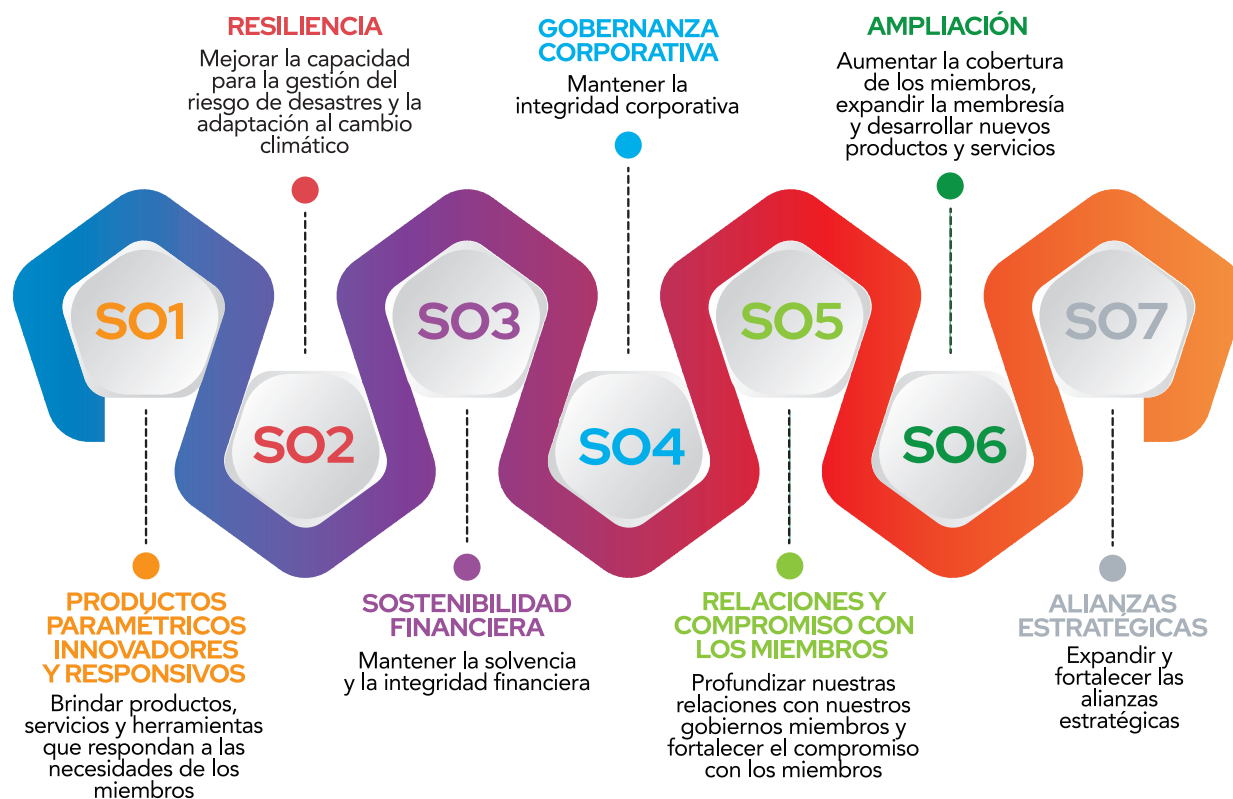 RESILIENCIA
Mejorar la capacidad
para la gestión del
riesgo de desastres y la
adaptación al cambio
climático
GOBERNANZA
CORPORATIVA
Mantener la
integridad corporativa
AMPLIACIÓN
Aumentar la cobertura
de los miembros,
expandir la membresía
y desarrollar nuevos
productos y servicios
SO1
SO2
SO3
SO4
SO5
SO6
SO7
PRODUCTOS
PARAMÉTRICOS
INNOVADORES
Y RESPONSIVOS
Brindar productos,
servicios y herramientas
que respondan a las
necesidades de los
miembros
SOSTENIBILIDAD
FINANCIERA
Mantener la solvencia
y la integridad financiera
RELACIONES Y
COMPROMISO CON
LOS MIEMBROS
Profundizar nuestras
relaciones con nuestros
gobiernos miembros y
fortalecer el compromiso
con los miembros
ALIANZAS
ESTRATÉGICAS
Expandir y
fortalecer las
alianzas
estratégicas